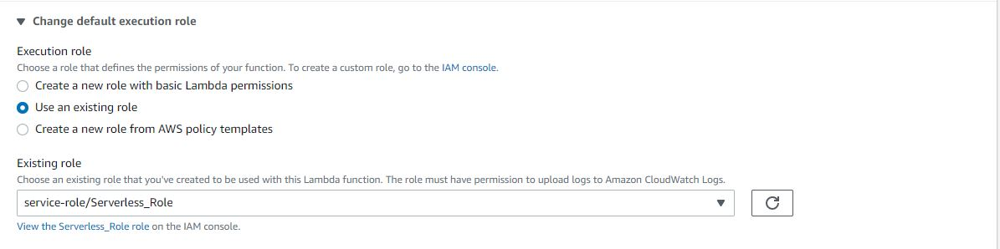 Change default execution role
Execution role
Choose a role that defines the permissions of your function. To create a custom role, go to the IAM console.
Create a new role with basic Lambda permissions
Use an existing role
Create a new role from AWS policy templates
Existing role
Choose an existing role that you've created to be used with this Lambda function. The role must have permission to upload logs to Amazon CloudWatch Logs.
service-role/Serverless_Role
View the Serverless_Role role on the IAM console.